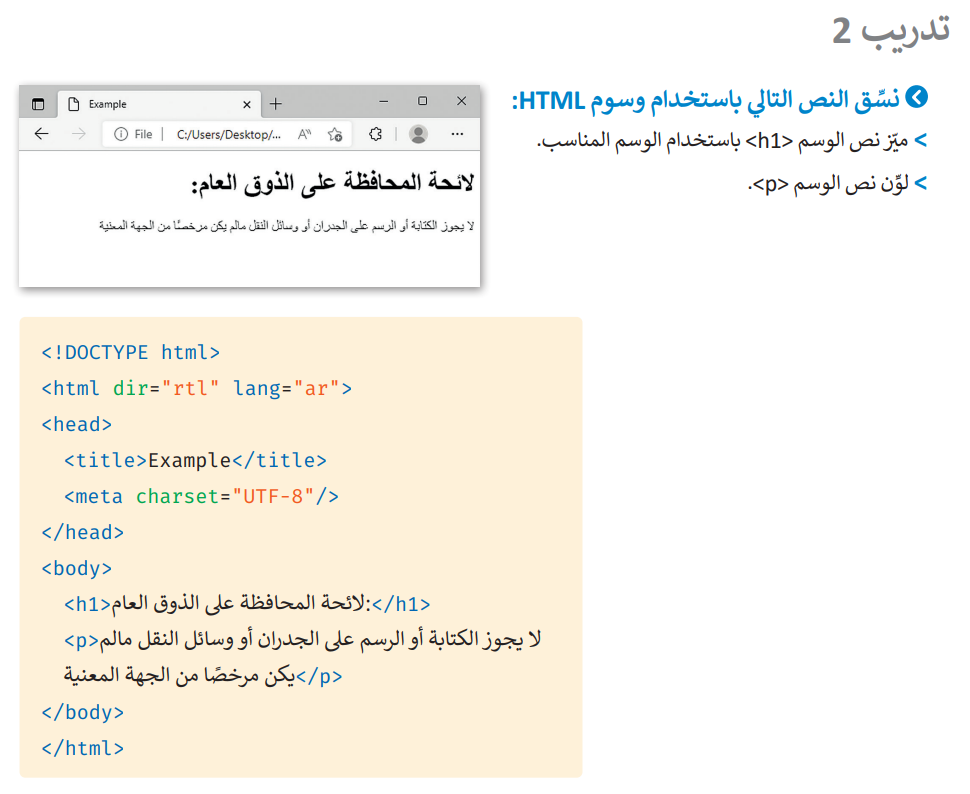 تدريب 2
نسِّق النص التالي باستخدام وسوم HTML:
> ميّز نص الوسم <h1> باستخدام الوسم المناسب.
> لوِّن نص الوسم <p>.
Example
File
C:/Users/Desktop/...
لائحة المحافظة على الذوق العام:
لا يجوز الكتابة أو الرسم على الجدران أو وسائل النقل مالم يكن مرخصًا من الجهة المعنية
<!DOCTYPE html>
<html dir="rtl" lang="ar">
<head>
<title>Example</title>
<meta charset="UTF-8"/>
</head>
<body>
<h1>لائحة المحافظة على الذوق العام:</h1>
<p>لا يجوز الكتابة أو الرسم على الجدران أو وسائل النقل مالم
يكن مرخصًا من الجهة المعنية</p>
</body>
</html>